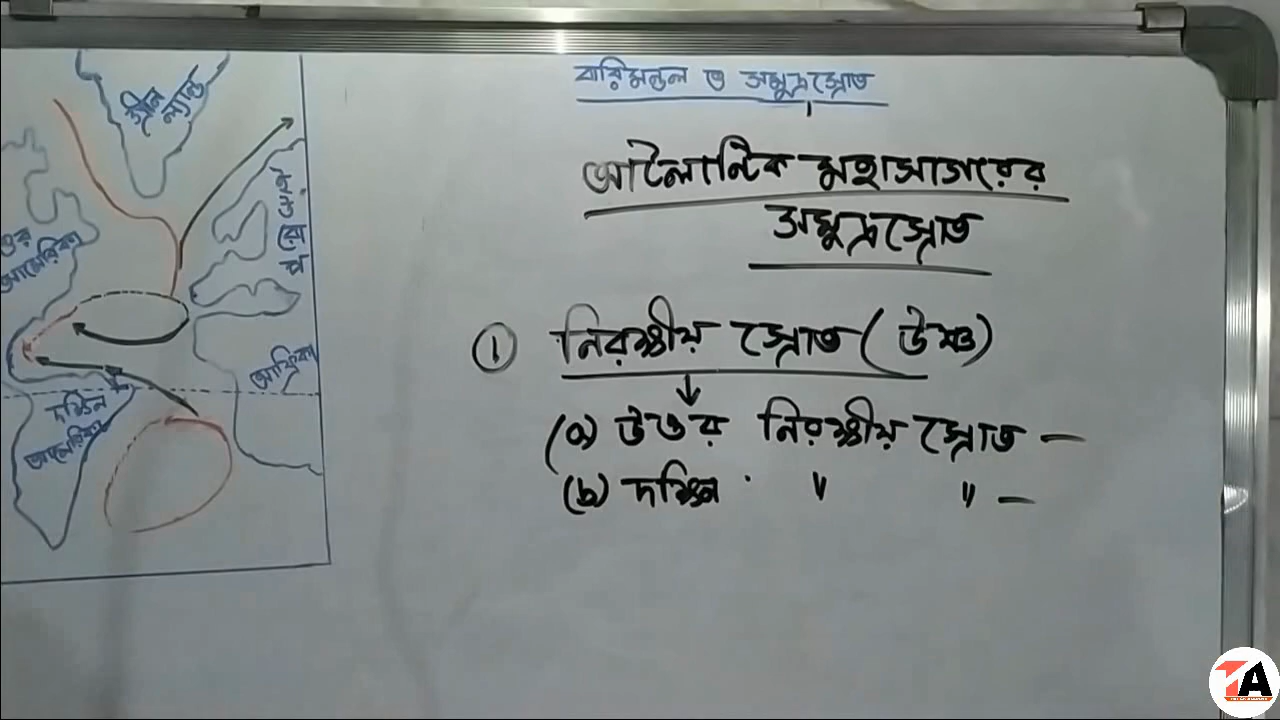 বারিমন্ডল ও সমুদ্রস্রোত
আটলান্টিক মহাসাগরের
সমুদ্রস্রোত
① নিরক্ষীয় স্রোত (উষ্ণ)
(a) উত্তর নিরক্ষীয় স্রোত —
(b) দক্ষিন " " —
গ্রীন
ল্যান্ড
ইউরোপ
উত্তর
আমেরিকা
আফ্রিকা
দক্ষিন
আমেরিকা
TA